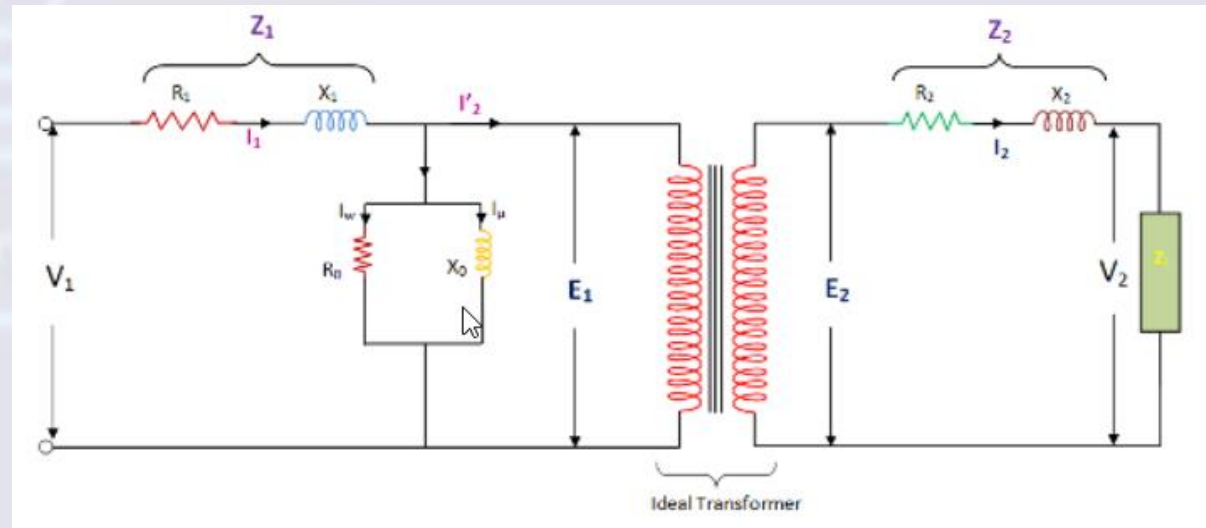 Z₁
Z₂
R₁
X₁
I'₂
R₂
X₂
I₁
I₂
Iw
Iμ
V₁
R₀
X₀
E₁
E₂
V₂
Ideal Transformer